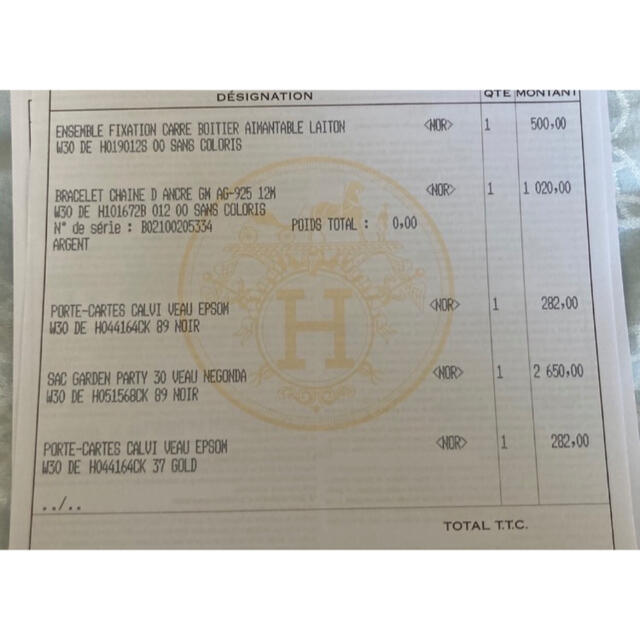 DÉSIGNATION QTE MONTANT
ENSEMBLE FIXATION CARRE BOITIER AIMANTABLE LAITON <NOR> 1 500,00
W30 DE H019012S 00 SANS COLORIS
BRACELET CHAINE D ANCRE GM AG-925 12M <NOR> 1 1 020,00
W30 DE H101672B 012 00 SANS COLORIS
N° de série : B02100205334 POIDS TOTAL : 0,00
ARGENT
H
PORTE-CARTES CALVI VEAU EPSOM <NOR> 1 282,00
W30 DE H044164CK 89 NOIR
SAC GARDEN PARTY 30 VEAU NEGONDA <NOR> 1 2 650,00
W30 DE H051568CK 89 NOIR
PORTE-CARTES CALVI VEAU EPSOM <NOR> 1 282,00
W30 DE H044164CK 37 GOLD
../..
TOTAL T.T.C.